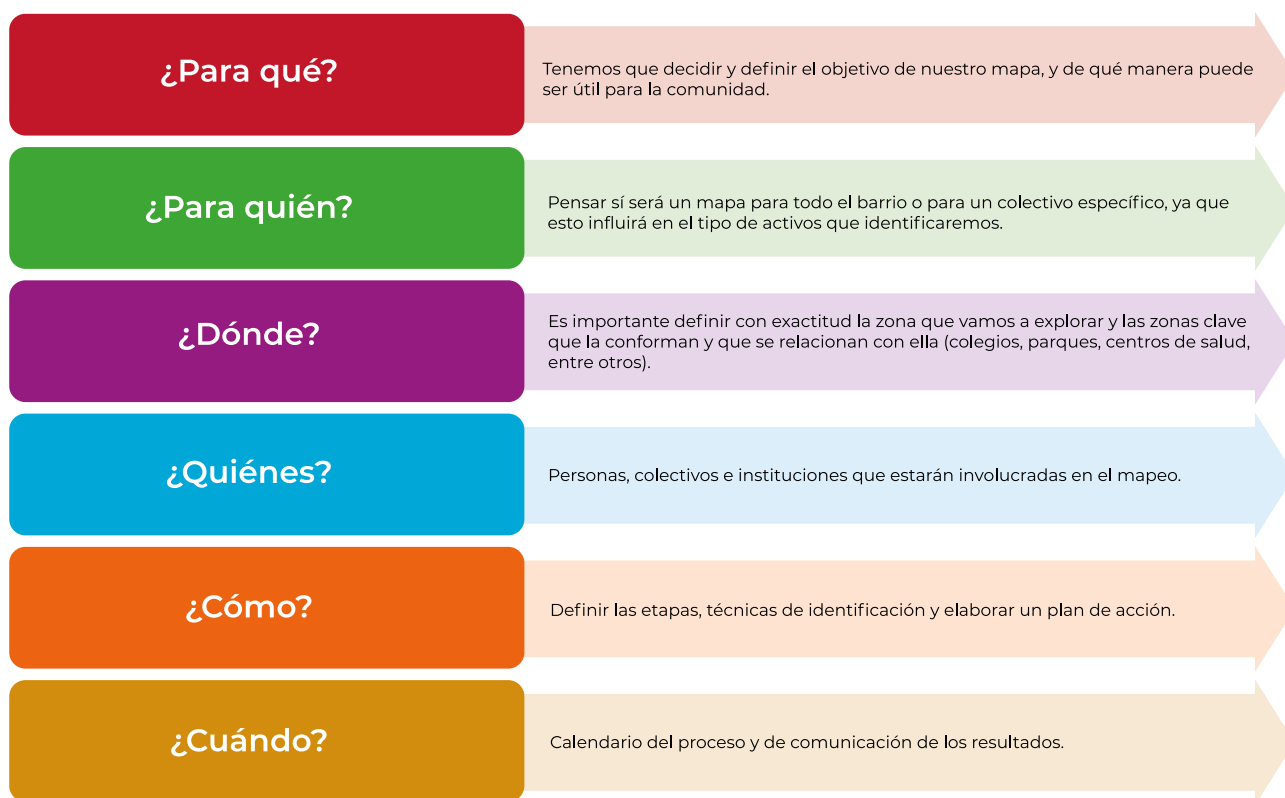 ¿Para qué?
Tenemos que decidir y definir el objetivo de nuestro mapa, y de qué manera puede
ser útil para la comunidad.
¿Para quién?
Pensar sí será un mapa para todo el barrio o para un colectivo específico, ya que
esto influirá en el tipo de activos que identificaremos.
¿Dónde?
Es importante definir con exactitud la zona que vamos a explorar y las zonas clave
que la conforman y que se relacionan con ella (colegios, parques, centros de salud,
entre otros).
¿Quiénes?
Personas, colectivos e instituciones que estarán involucradas en el mapeo.
¿Cómo?
Definir las etapas, técnicas de identificación y elaborar un plan de acción.
¿Cuándo?
Calendario del proceso y de comunicación de los resultados.